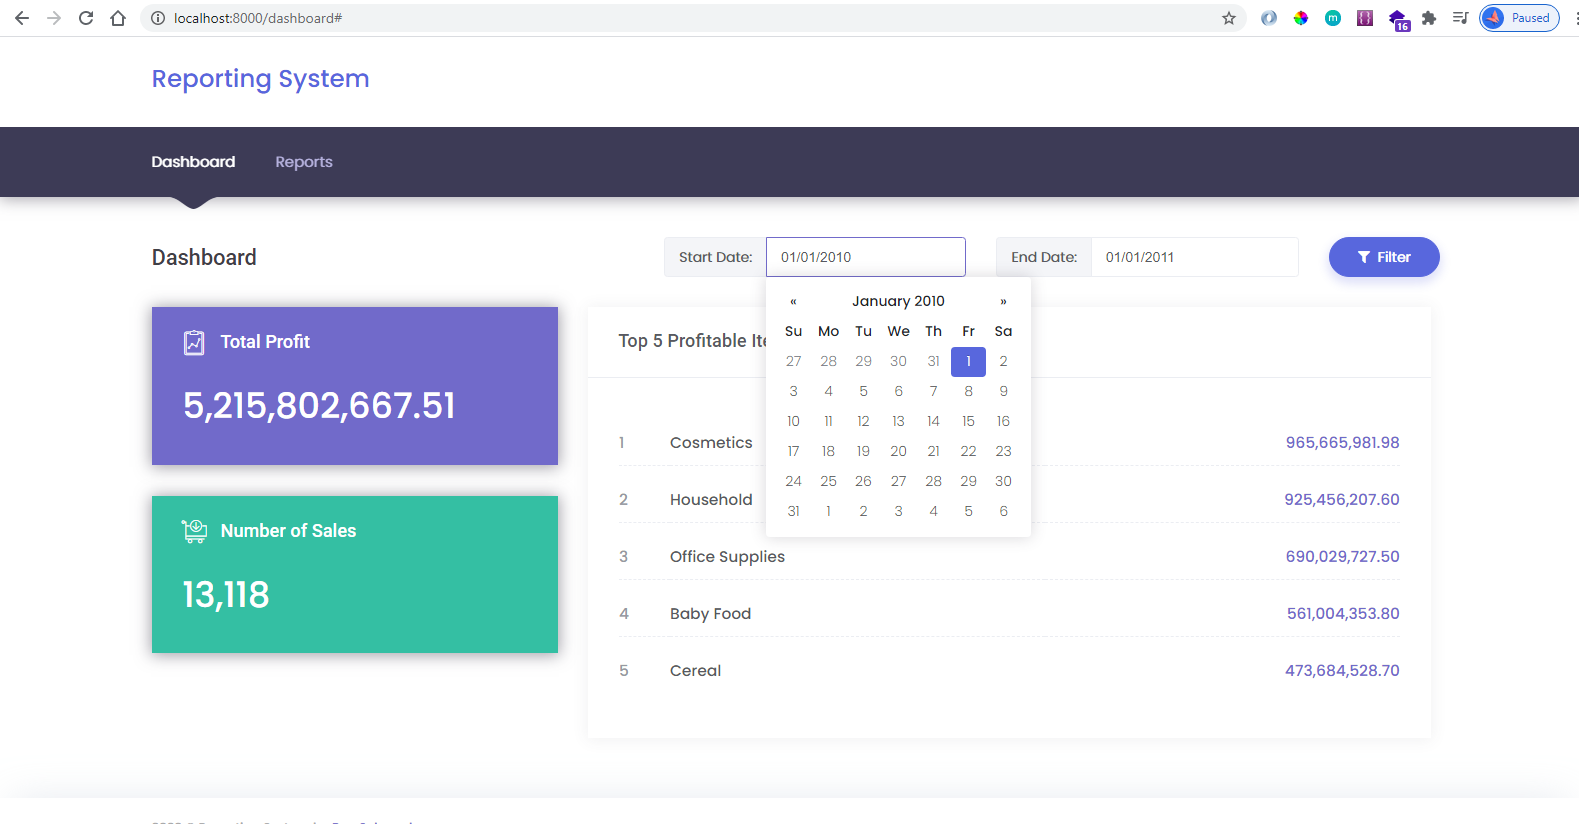 localhost:8000/dashboard#
16
Paused
Reporting System
Dashboard Reports
Dashboard
Start Date: 01/01/2010
End Date: 01/01/2011
Filter
« January 2010 »
Su Mo Tu We Th Fr Sa
27 28 29 30 31 1 2
3 4 5 6 7 8 9
10 11 12 13 14 15 16
17 18 19 20 21 22 23
24 25 26 27 28 29 30
31 1 2 3 4 5 6
Total Profit
5,215,802,667.51
Number of Sales
13,118
Top 5 Profitable
1 Cosmetics 965,665,981.98
2 Household 925,456,207.60
3 Office Supplies 690,029,727.50
4 Baby Food 561,004,353.80
5 Cereal 473,684,528.70